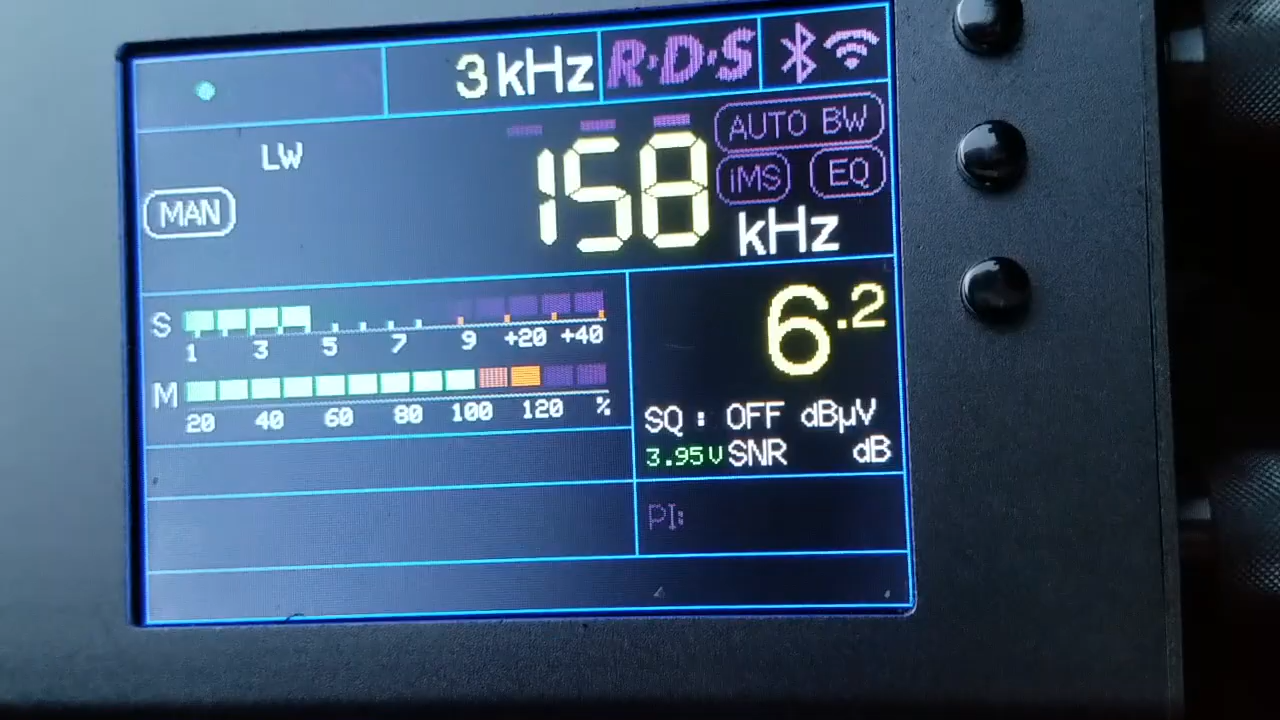 3 kHz R·D·S
LW AUTO BW
MAN 158 kHz iMS EQ
S
1 3 5 7 9 +20 +40
6.2
M
20 40 60 80 100 120 %
SQ : OFF dBµV
3.95V SNR dB
PI: